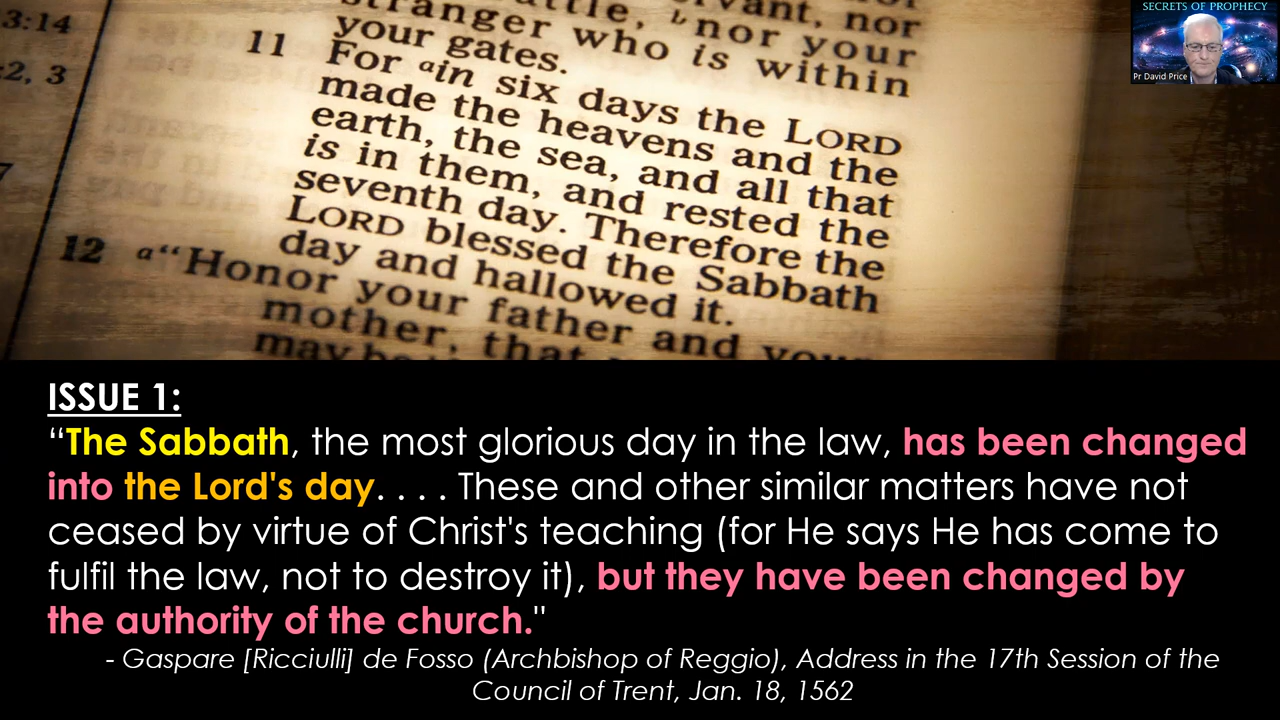 SECRETS OF PROPHECY
Pr David Price
3:14
:2, 3
nor your
stranger who is within
your gates.
11 For ain six days the LORD
made the heavens and the
earth, the sea, and all that
is in them, and rested the
seventh day. Therefore the
LORD blessed the Sabbath
day and hallowed it.
12 a“Honor your father and your
mother, that
may be
ISSUE 1:
“The Sabbath, the most glorious day in the law, has been changed
into the Lord's day. . . . These and other similar matters have not
ceased by virtue of Christ's teaching (for He says He has come to
fulfil the law, not to destroy it), but they have been changed by
the authority of the church."
- Gaspare [Ricciulli] de Fosso (Archbishop of Reggio), Address in the 17th Session of the
Council of Trent, Jan. 18, 1562